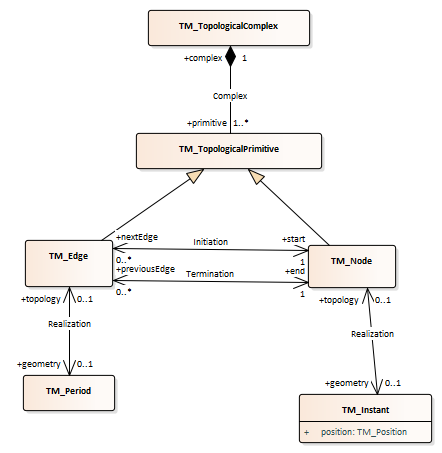 TM_TopologicalComplex
+complex 1
Complex
+primitive 1..*
TM_TopologicalPrimitive
+nextEdge Initiation +start
TM_Edge 0..* 1 TM_Node
+previousEdge Termination +end
0..* 1
+topology 0..1 +topology 0..1
Realization Realization
+geometry 0..1 +geometry 0..1
TM_Period TM_Instant
+ position: TM_Position